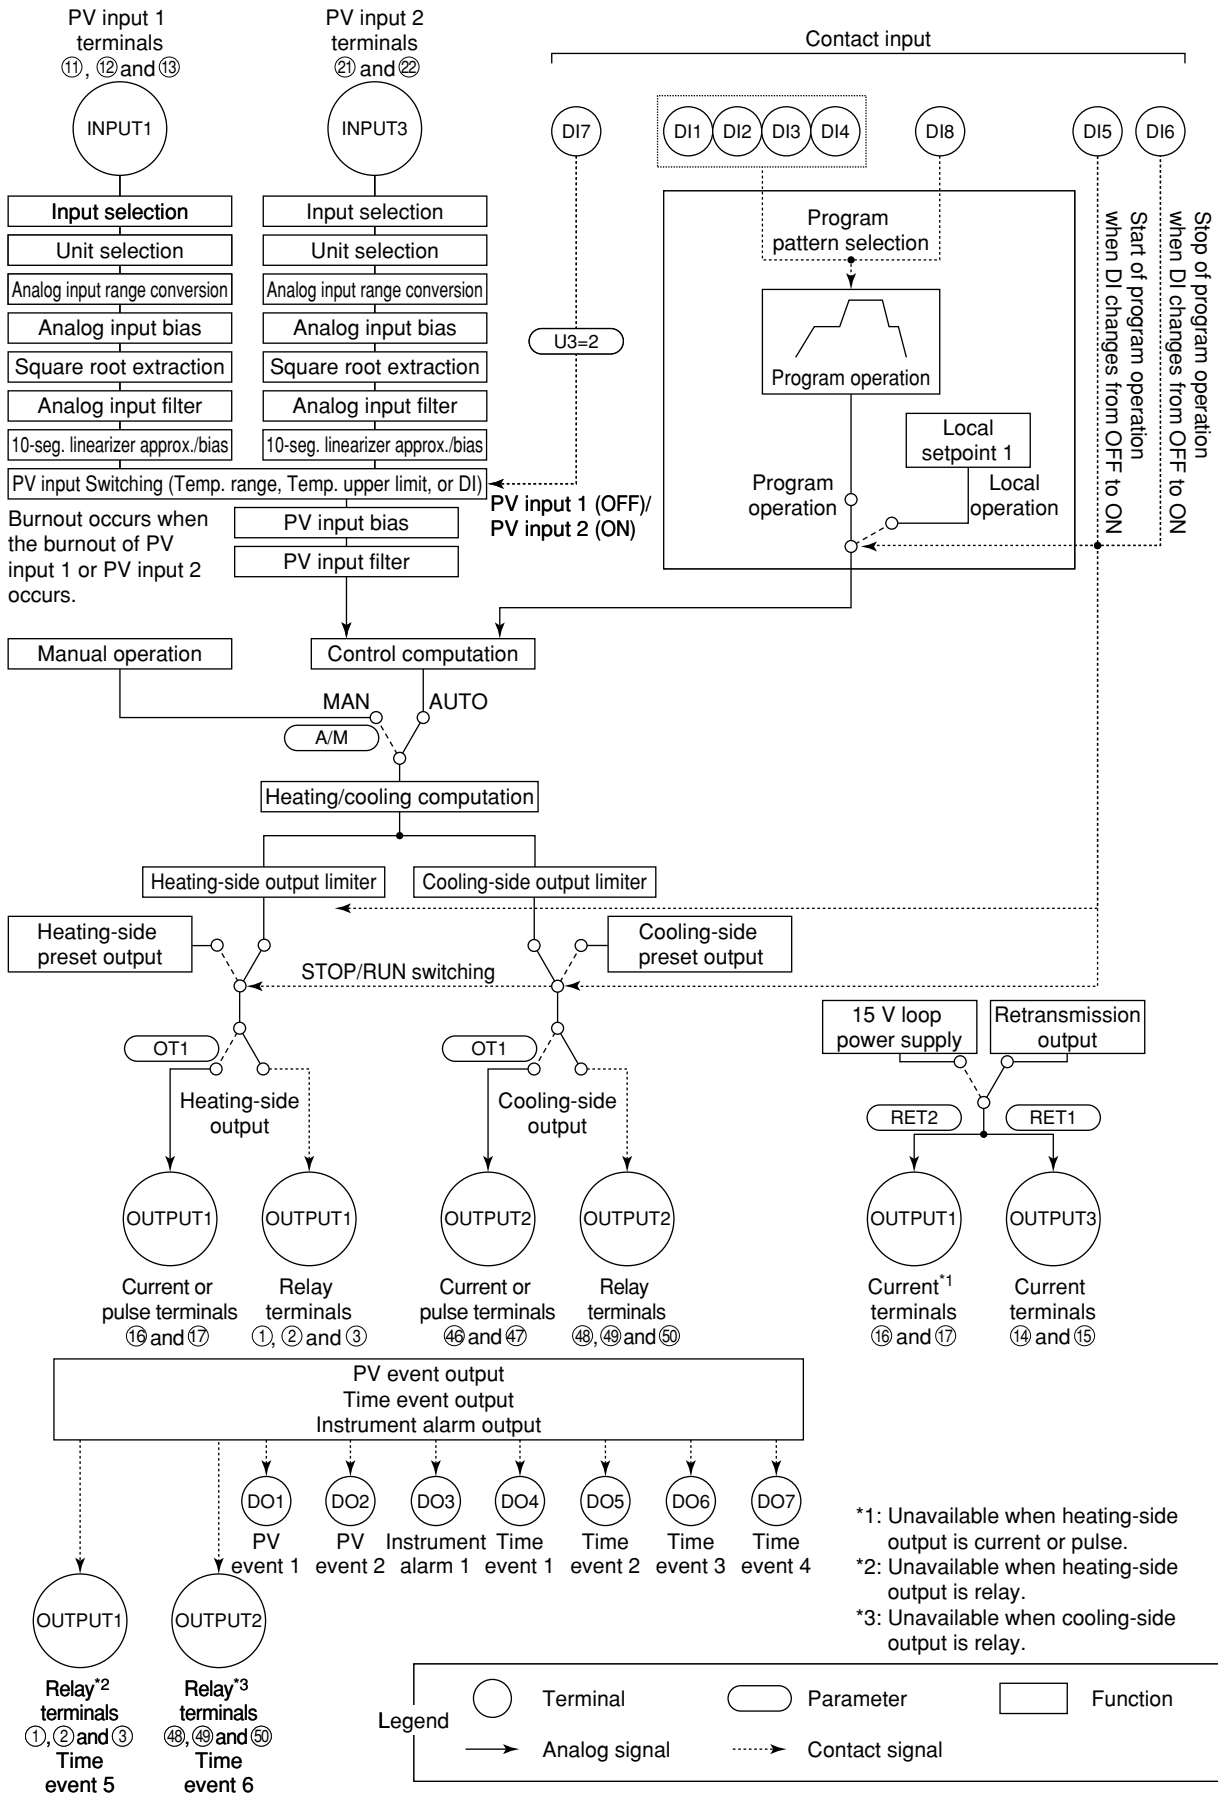 PV input 1
terminals
⑪, ⑫ and ⑬
INPUT1
PV input 2
terminals
㉑ and ㉒
INPUT3
Contact input
DI7
DI1
DI2
DI3
DI4
DI8
DI5
DI6
Input selection
Unit selection
Analog input range conversion
Analog input bias
Square root extraction
Analog input filter
10-seg. linearizer approx./bias
Input selection
Unit selection
Analog input range conversion
Analog input bias
Square root extraction
Analog input filter
10-seg. linearizer approx./bias
PV input Switching (Temp. range, Temp. upper limit, or DI)
U3=2
PV input 1 (OFF)/
PV input 2 (ON)
Program
pattern selection
Program operation
Local
setpoint 1
Program
operation
Local
operation
Start of program operation
when DI changes from OFF to ON
Stop of program operation
when DI changes from OFF to ON
Burnout occurs when
the burnout of PV
input 1 or PV input 2
occurs.
PV input bias
PV input filter
Manual operation
Control computation
MAN
AUTO
A/M
Heating/cooling computation
Heating-side output limiter
Cooling-side output limiter
Heating-side
preset output
Cooling-side
preset output
STOP/RUN switching
OT1
Heating-side
output
OT1
Cooling-side
output
15 V loop
power supply
Retransmission
output
RET2
RET1
OUTPUT1
OUTPUT1
OUTPUT2
OUTPUT2
OUTPUT1
OUTPUT3
Current or
pulse terminals
⑯ and ⑰
Relay
terminals
①, ② and ③
Current or
pulse terminals
㊻ and ㊼
Relay
terminals
㊽, ㊾ and ㊿
Current*1
terminals
⑯ and ⑰
Current
terminals
⑭ and ⑮
PV event output
Time event output
Instrument alarm output
DO1
DO2
DO3
DO4
DO5
DO6
DO7
PV
event 1
PV
event 2
Instrument
alarm 1
Time
event 1
Time
event 2
Time
event 3
Time
event 4
OUTPUT1
OUTPUT2
Relay*2
terminals
①, ② and ③
Time
event 5
Relay*3
terminals
㊽, ㊾ and ㊿
Time
event 6
*1: Unavailable when heating-side
output is current or pulse.
*2: Unavailable when heating-side
output is relay.
*3: Unavailable when cooling-side
output is relay.
Legend
Terminal
Parameter
Function
Analog signal
Contact signal